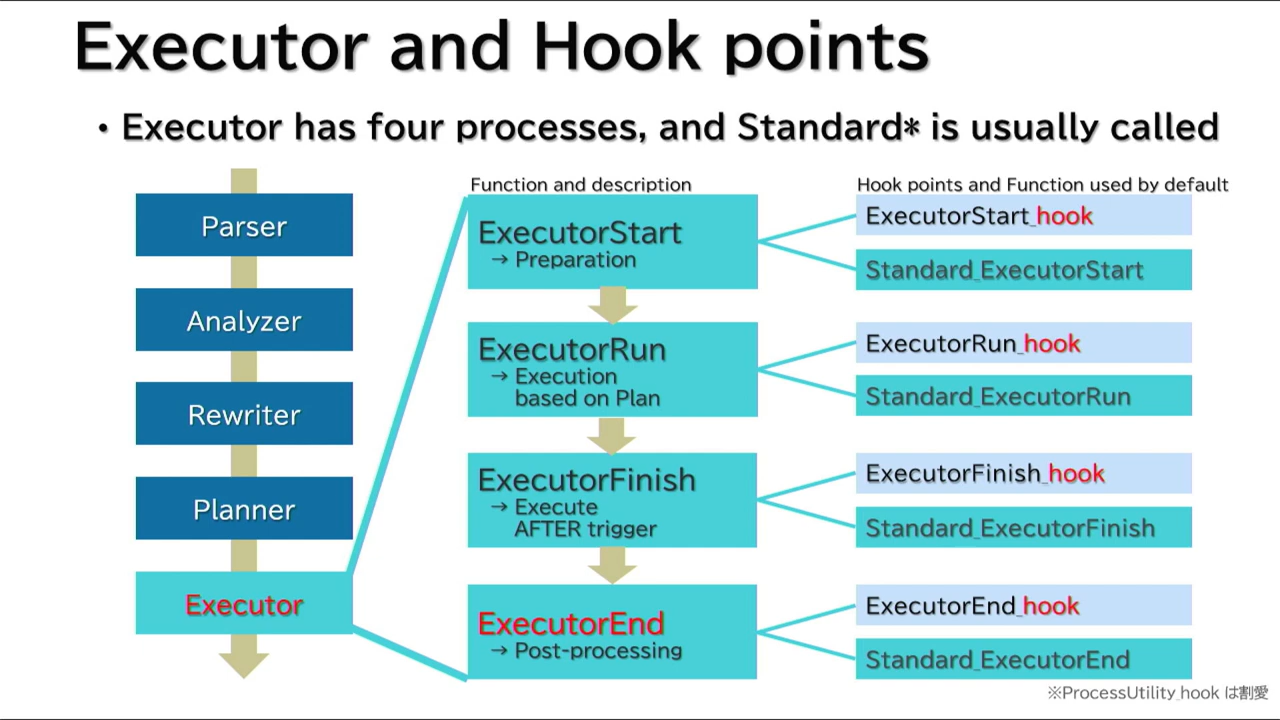 Executor and Hook points
・Executor has four processes, and Standard* is usually called
Parser
Analyzer
Rewriter
Planner
Executor
Function and description
ExecutorStart
→ Preparation
ExecutorRun
→ Execution
based on Plan
ExecutorFinish
→ Execute
AFTER trigger
ExecutorEnd
→ Post-processing
Hook points and Function used by default
ExecutorStart_hook
Standard_ExecutorStart
ExecutorRun_hook
Standard_ExecutorRun
ExecutorFinish_hook
Standard_ExecutorFinish
ExecutorEnd_hook
Standard_ExecutorEnd
※ProcessUtility_hook は割愛